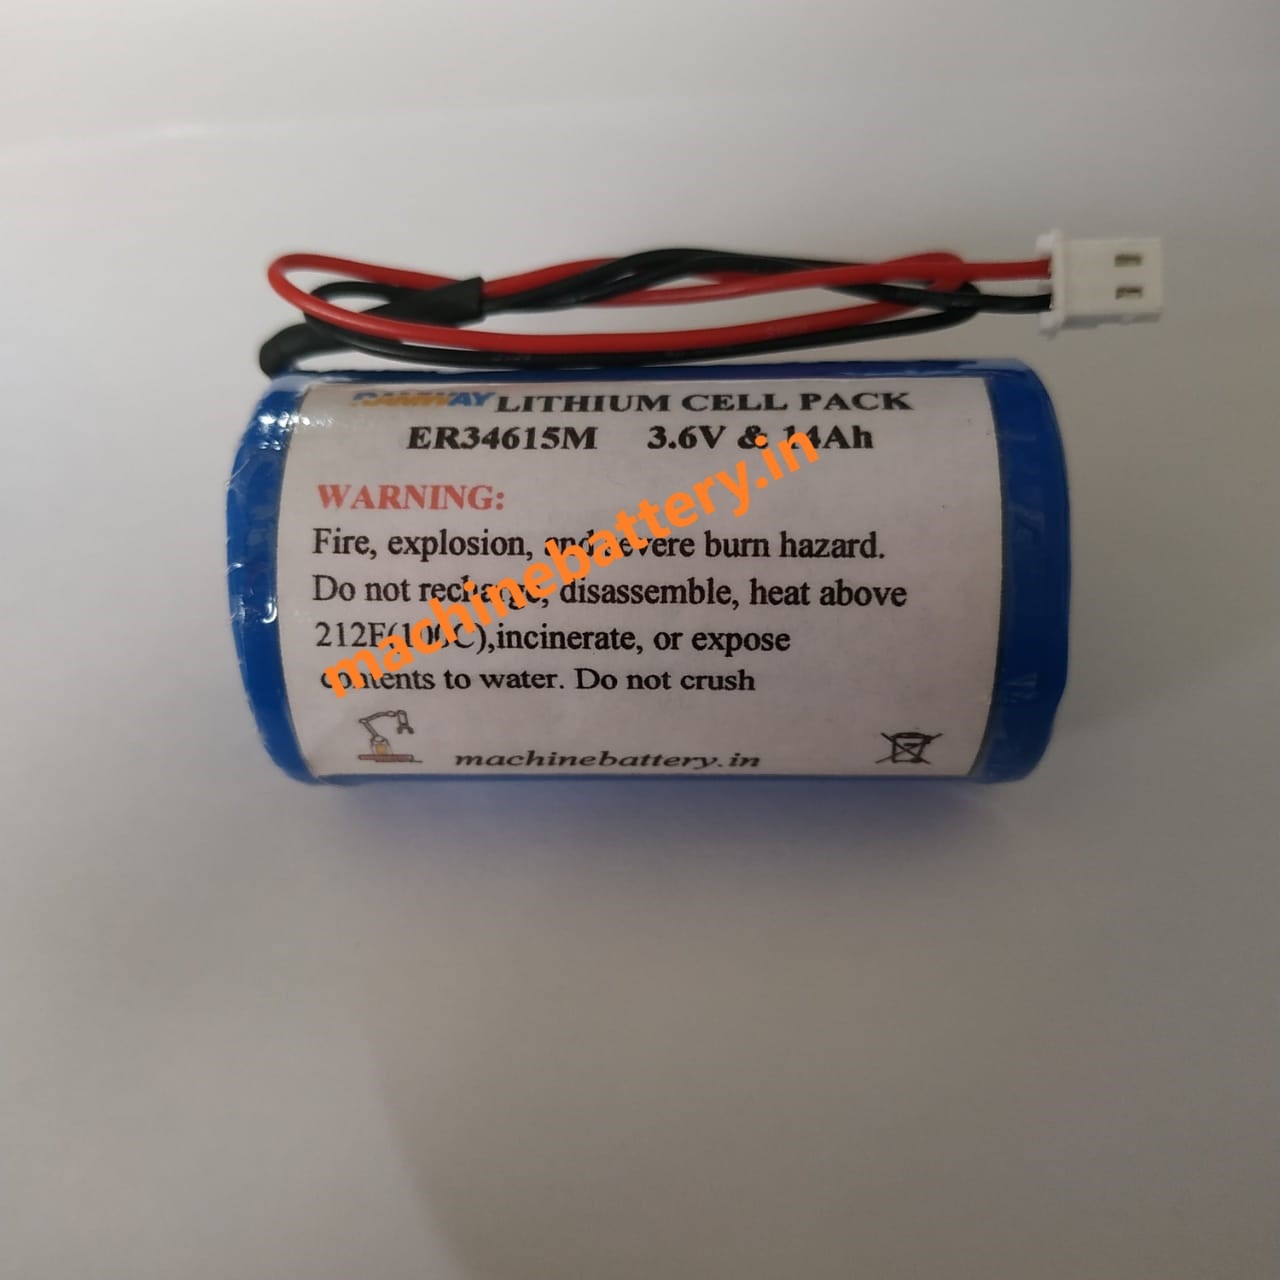 RAMWAY LITHIUM CELL PACK
ER34615M 3.6V & 14Ah
WARNING:
Fire, explosion, and severe burn hazard.
Do not recharge, disassemble, heat above
212F(100C),incinerate, or expose
contents to water. Do not crush
machinebattery.in
machinebattery.in